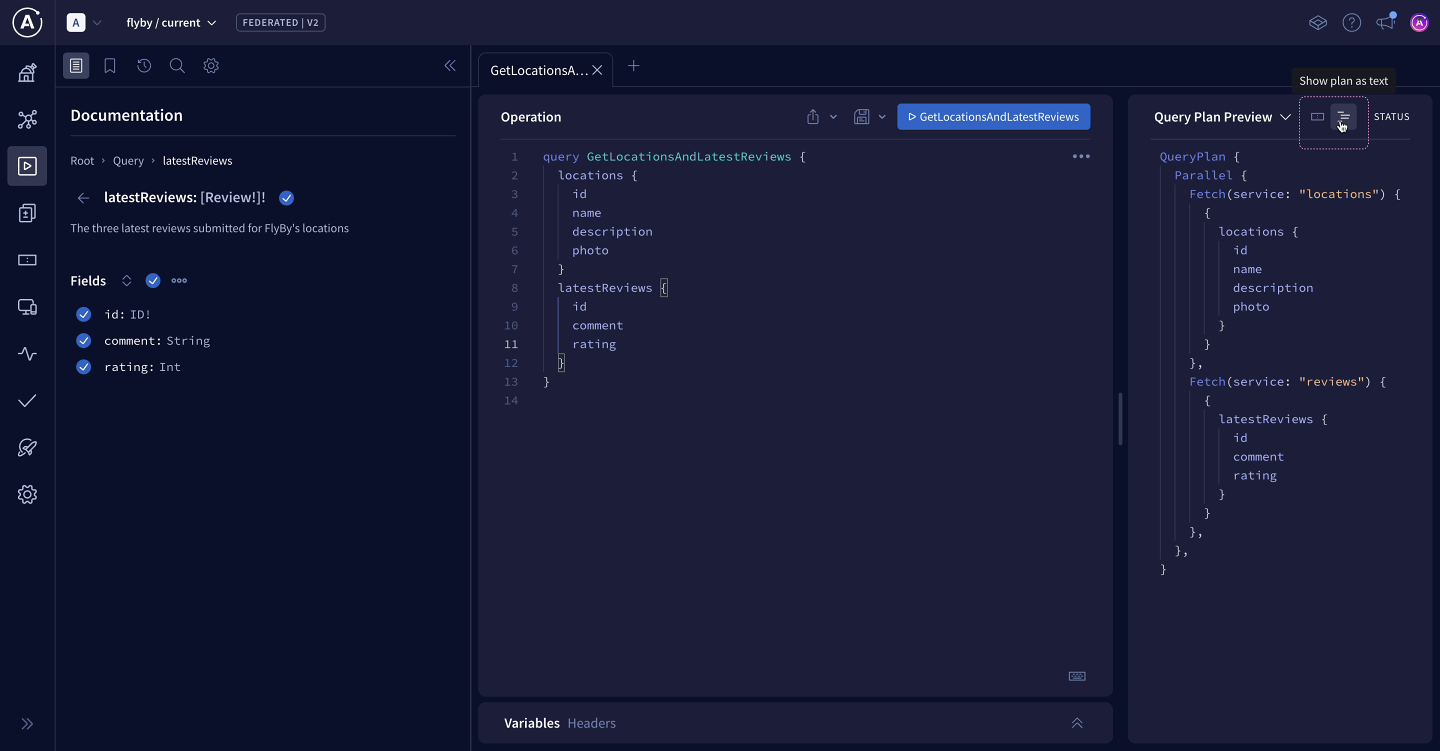 A
A
flyby / current
FEDERATED | V2
Documentation
Root › Query › latestReviews
latestReviews: [Review!]!
The three latest reviews submitted for FlyBy's locations
Fields
id: ID!
comment: String
rating: Int
GetLocationsA...
Operation
GetLocationsAndLatestReviews
1 query GetLocationsAndLatestReviews {
2 locations {
3 id
4 name
5 description
6 photo
7 }
8 latestReviews {
9 id
10 comment
11 rating
12 }
13 }
14
Variables Headers
Show plan as text
Query Plan Preview
STATUS
QueryPlan {
Parallel {
Fetch(service: "locations") {
{
locations {
id
name
description
photo
}
}
},
Fetch(service: "reviews") {
{
latestReviews {
id
comment
rating
}
}
},
},
}